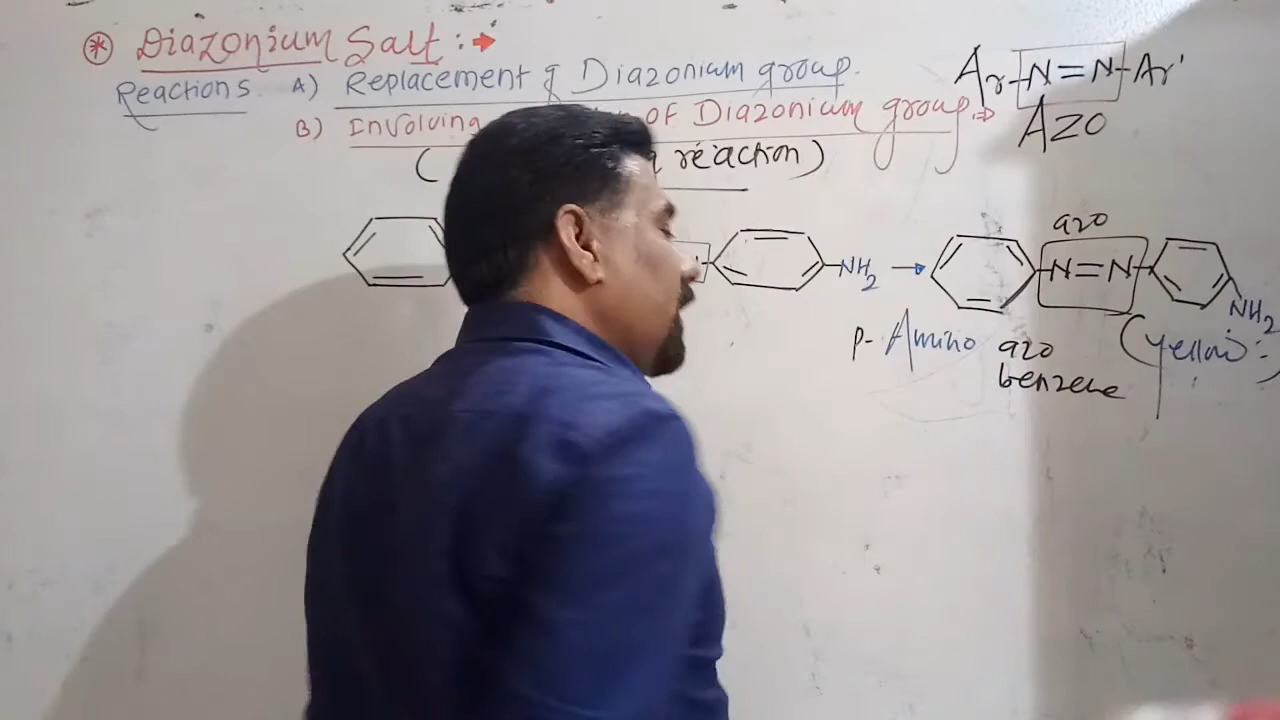 * Diazonium Salt :→
Reactions A) Replacement of Diazonium group.
B) Involving of Diazonium group ⇒
( reaction)
Ar-N=N-Ar'
AZO
NH2 → N=N
azo
NH2
p-Amino azo benzene
(yellow)